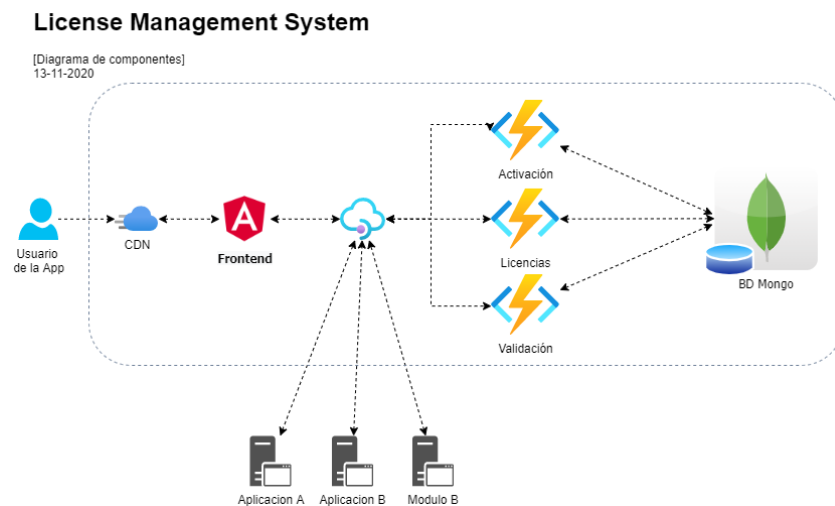 License Management System
[Diagrama de componentes]
13-11-2020
Activación
Usuario
de la App
CDN
Frontend
Licencias
BD Mongo
Validación
Aplicacion A
Aplicacion B
Modulo B